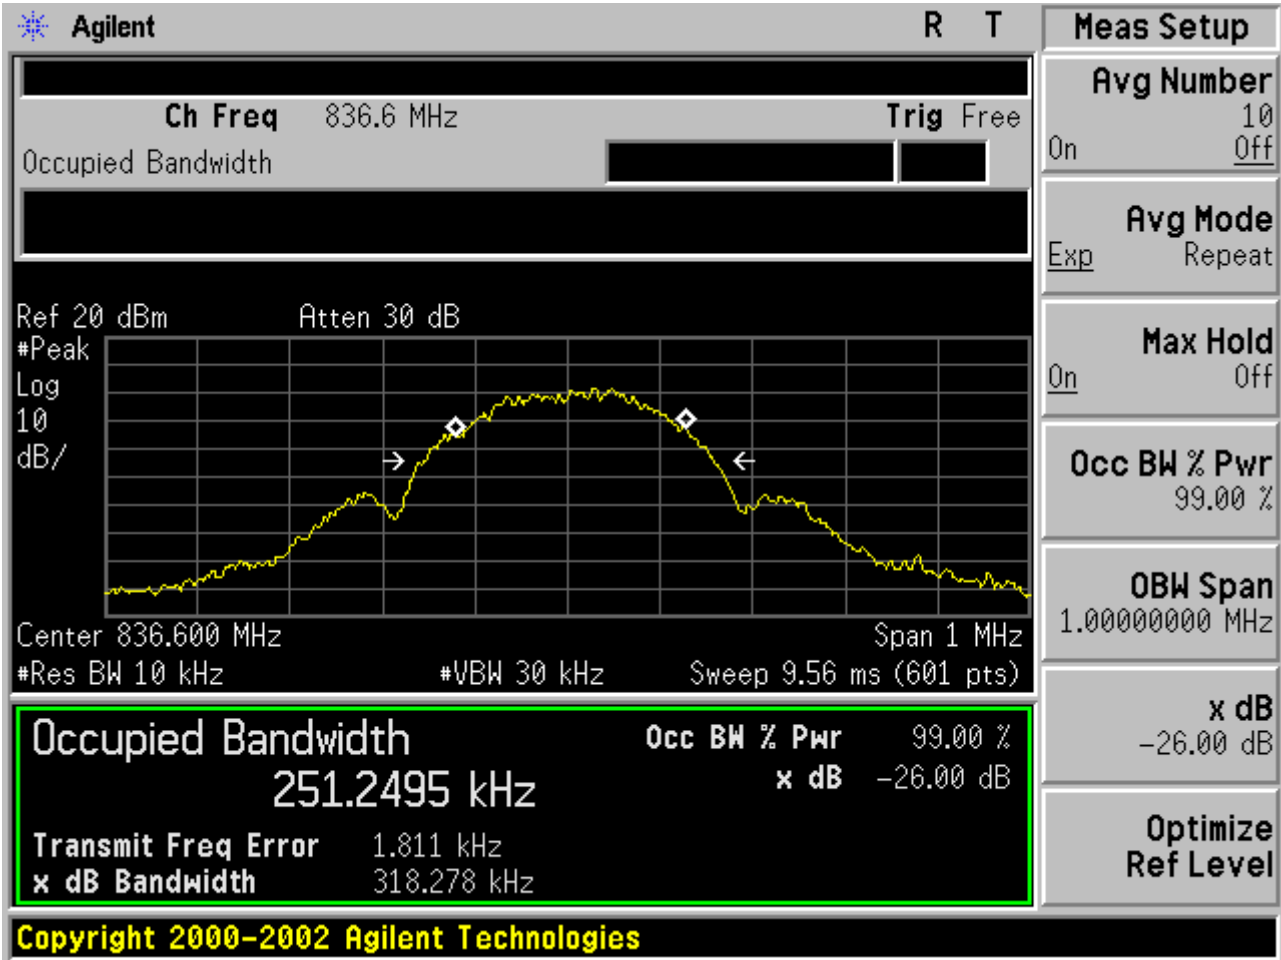 Agilent R T
Ch Freq 836.6 MHz Trig Free
Occupied Bandwidth
Ref 20 dBm Atten 30 dB
#Peak
Log
10
dB/
Center 836.600 MHz Span 1 MHz
#Res BW 10 kHz #VBW 30 kHz Sweep 9.56 ms (601 pts)
Occupied Bandwidth Occ BW % Pwr 99.00 %
251.2495 kHz x dB -26.00 dB
Transmit Freq Error 1.811 kHz
x dB Bandwidth 318.278 kHz
Copyright 2000-2002 Agilent Technologies
Meas Setup
Avg Number
10
On Off
Avg Mode
Exp Repeat
Max Hold
On Off
Occ BW % Pwr
99.00 %
OBW Span
1.00000000 MHz
x dB
-26.00 dB
Optimize
Ref Level